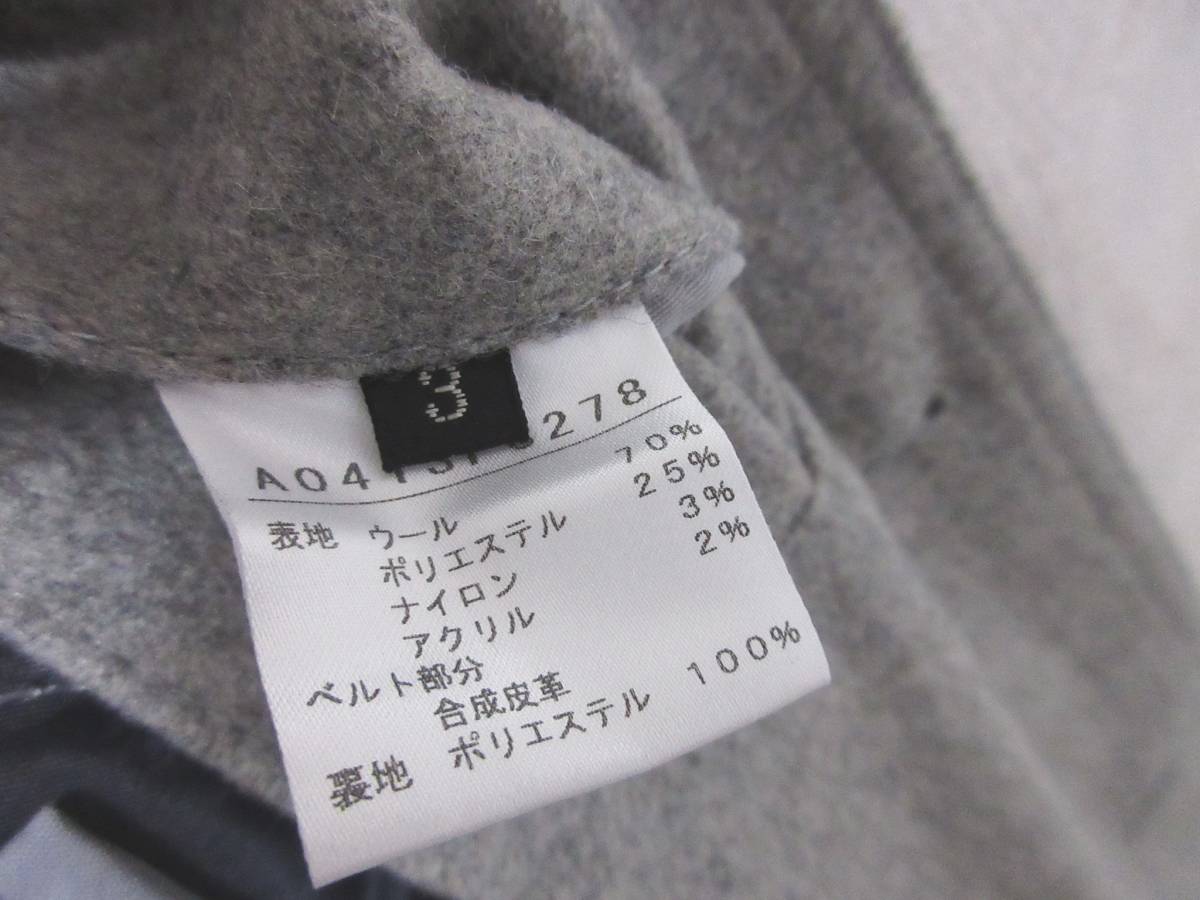 3
278
表地 ウール 70%
ポリエステル 25%
ナイロン 3%
アクリル 2%
ベルト部分
合成皮革
裏地 ポリエステル 100%